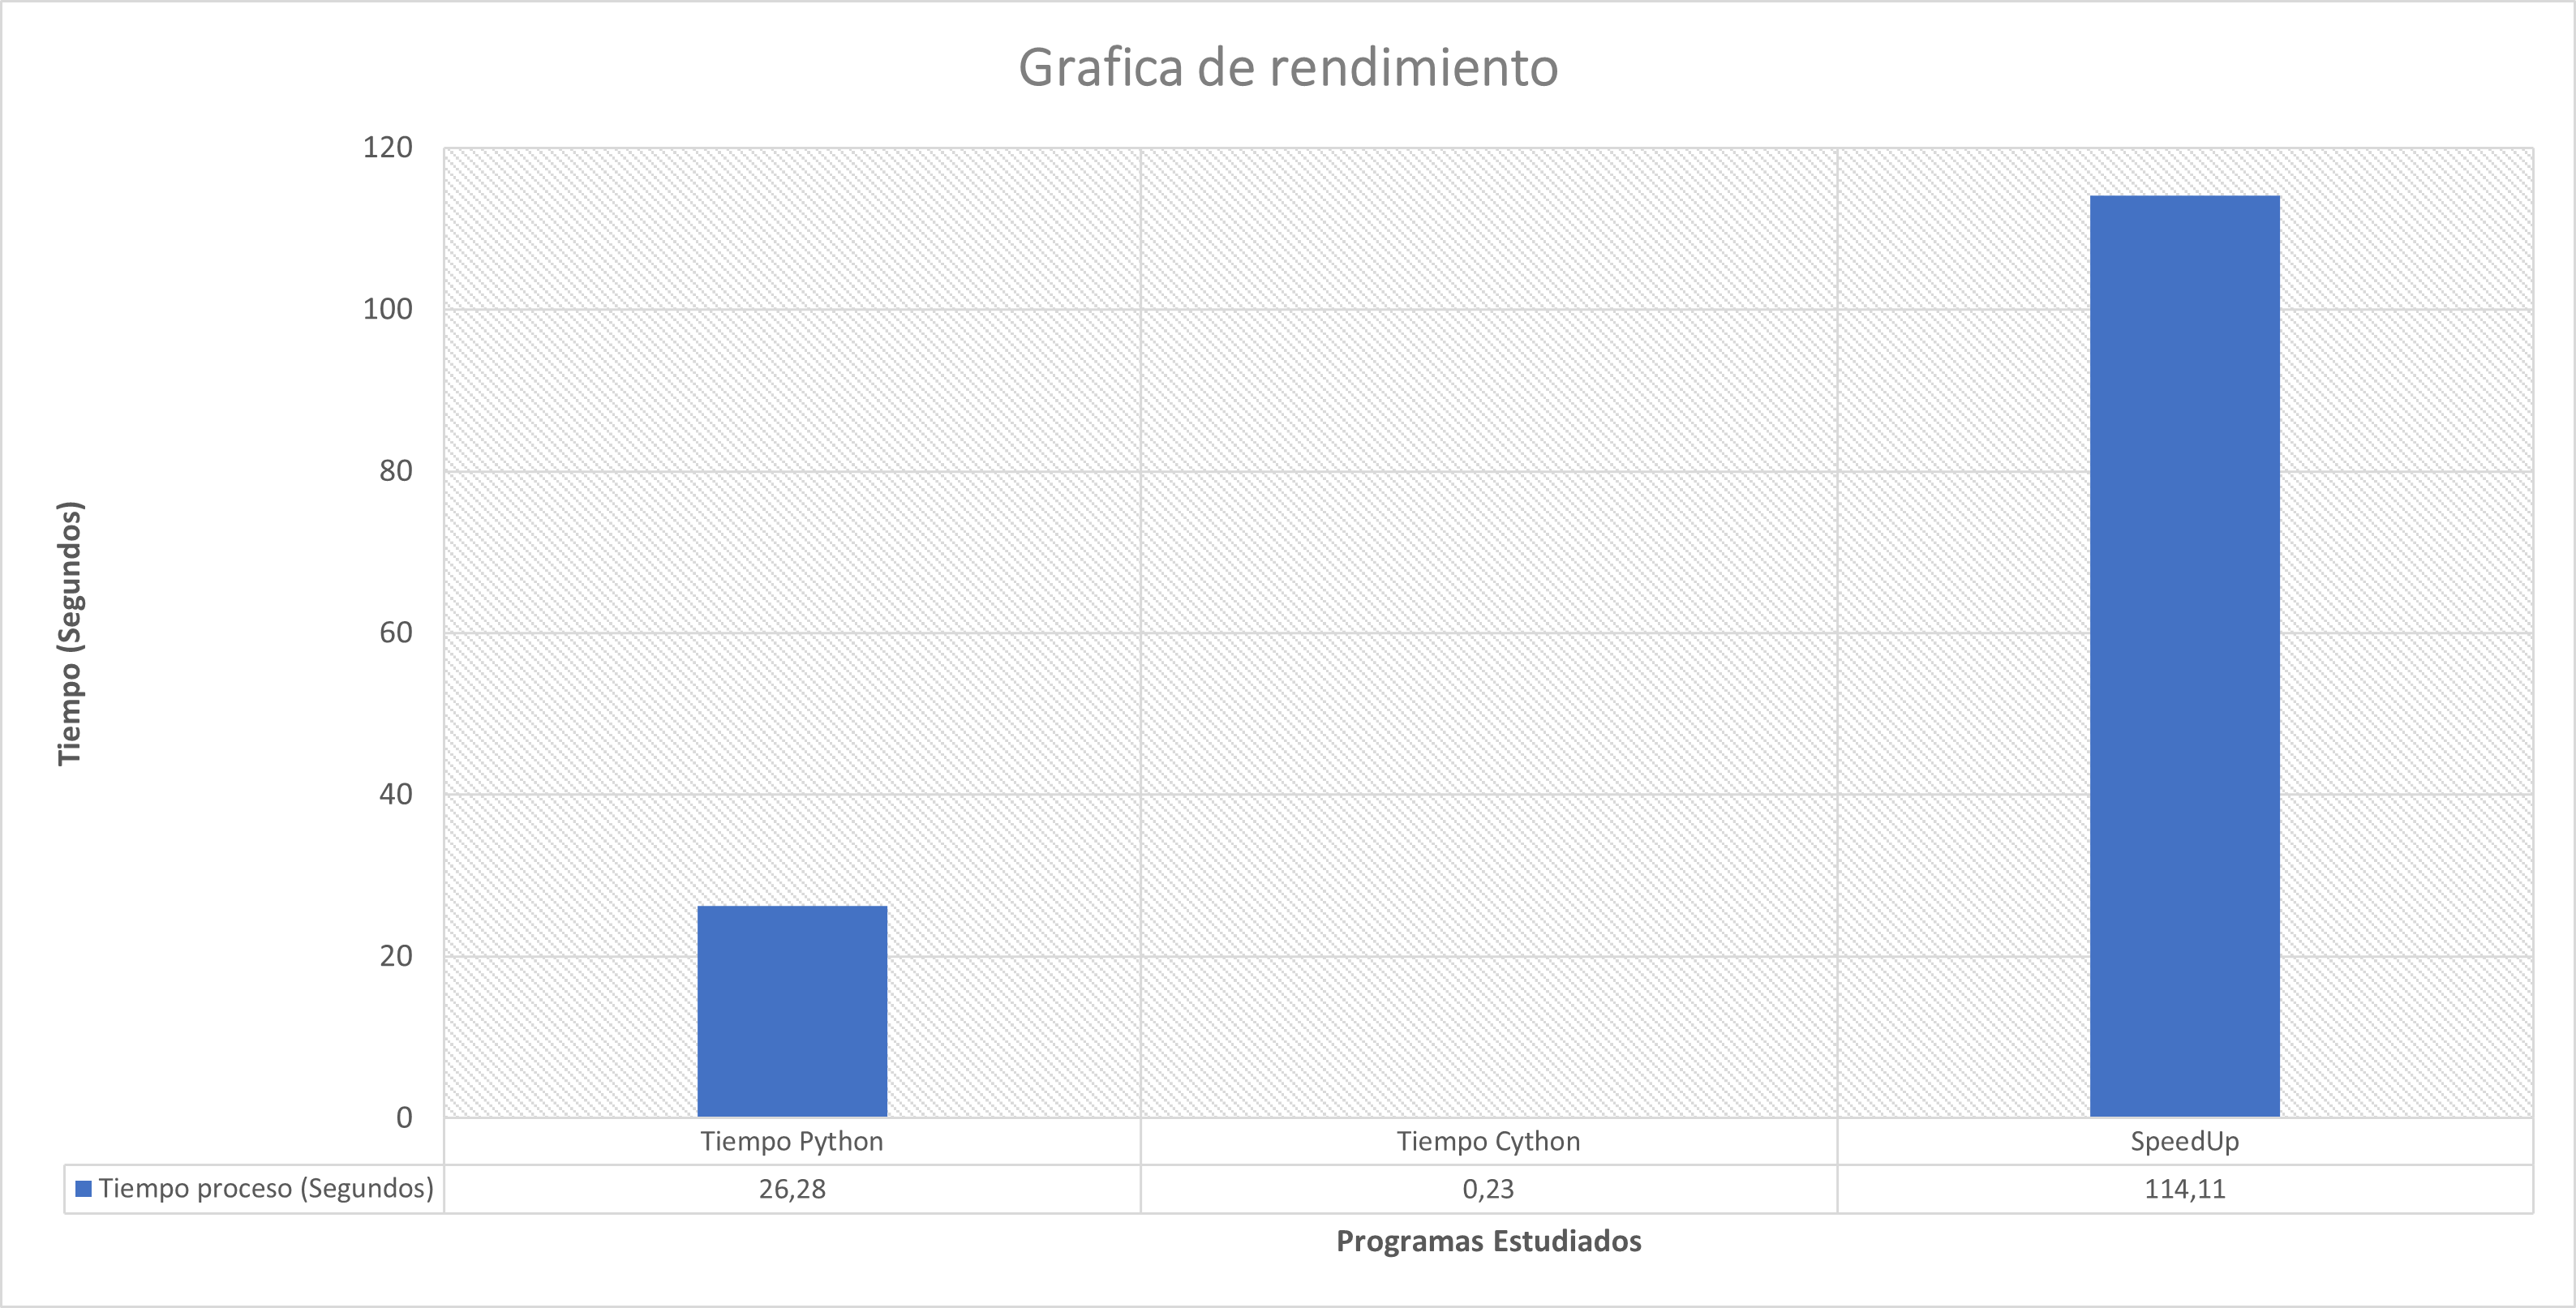 Grafica de rendimiento
120
100
80
60
40
20
0
Tiempo (Segundos)
Tiempo Python Tiempo Cython SpeedUp
Tiempo proceso (Segundos) 26,28 0,23 114,11
Programas Estudiados